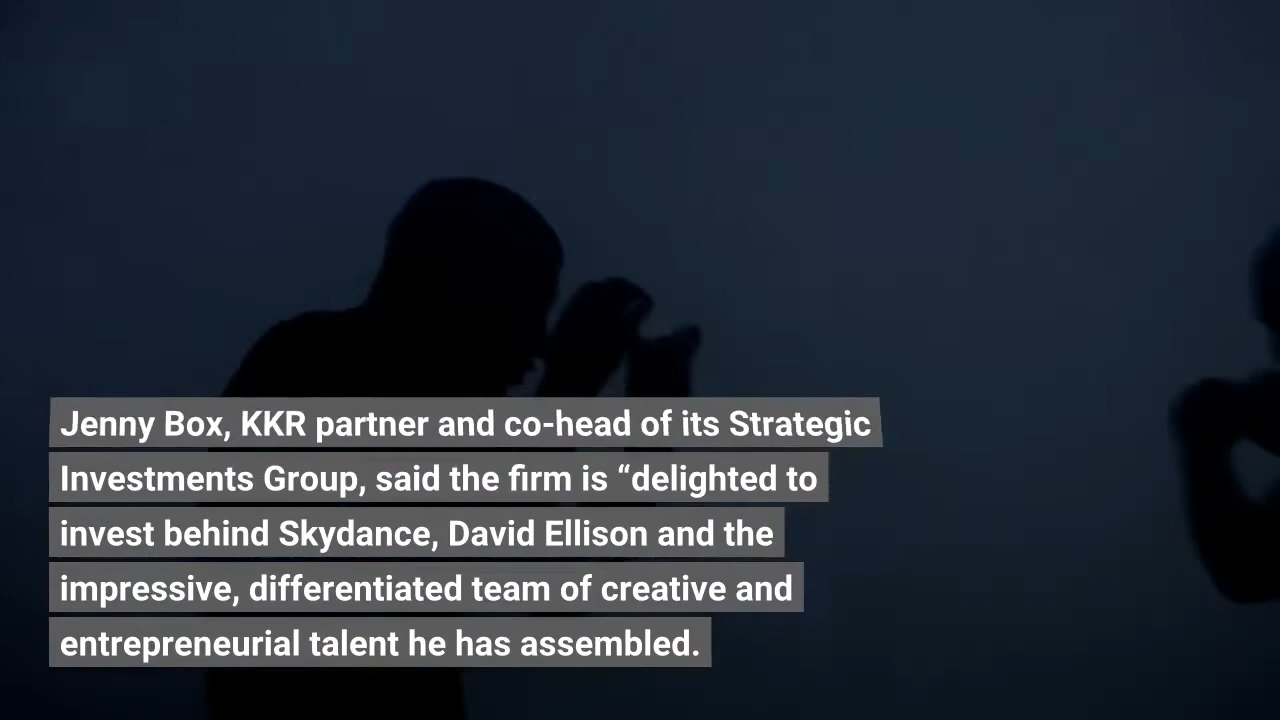 Jenny Box, KKR partner and co-head of its Strategic
Investments Group, said the firm is “delighted to
invest behind Skydance, David Ellison and the
impressive, differentiated team of creative and
entrepreneurial talent he has assembled.